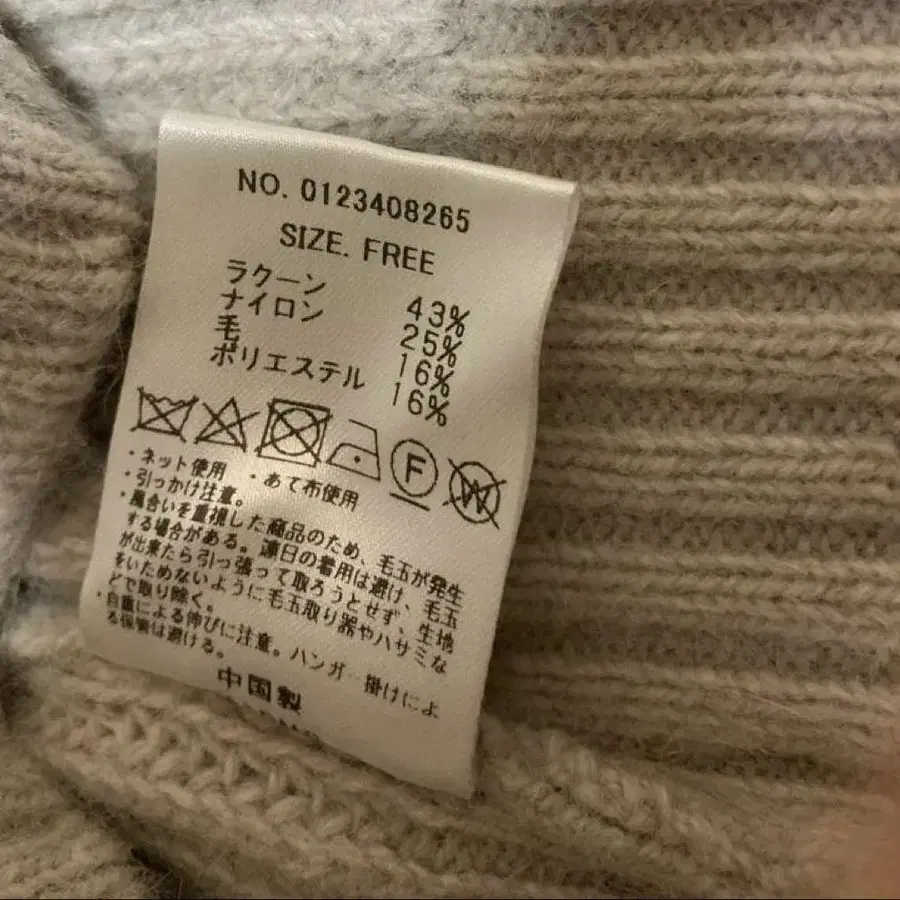 NO. 0123408265
SIZE. FREE
ラクーン 43%
ナイロン 25%
毛 16%
ポリエステル 16%
F W
・ネット使用 ・あて布使用
・引っかけ注意。
・風合いを重視した商品のため、毛玉が発生
する場合がある。連日の着用は避け、毛玉
が出来たら引っ張って取ろうとせず、生地
をいためないように毛玉取り器やハサミな
どで取り除く。
・自重による伸びに注意。ハンガー掛けによ
る保管は避ける。
中国製